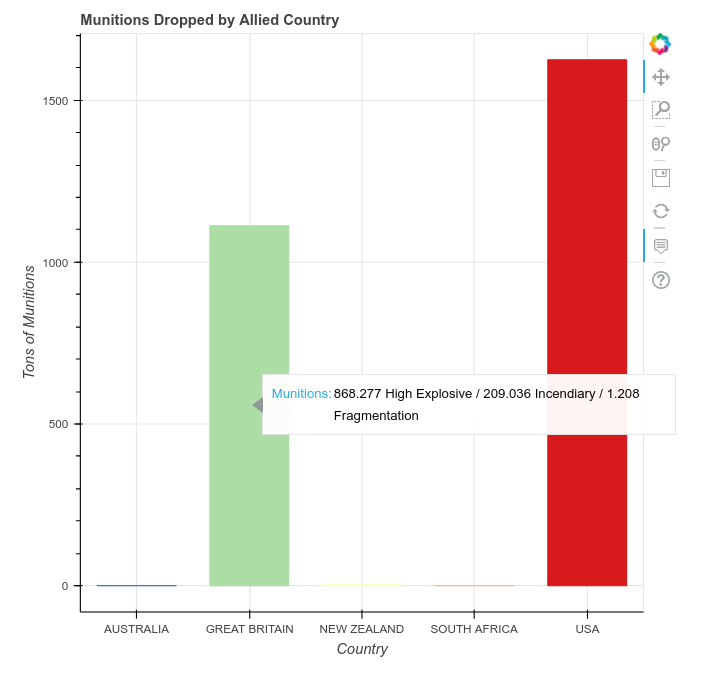 Munitions Dropped by Allied Country
1500
1000
500
0
Tons of Munitions
Munitions: 868.277 High Explosive / 209.036 Incendiary / 1.208
Fragmentation
AUSTRALIA GREAT BRITAIN NEW ZEALAND SOUTH AFRICA USA
Country